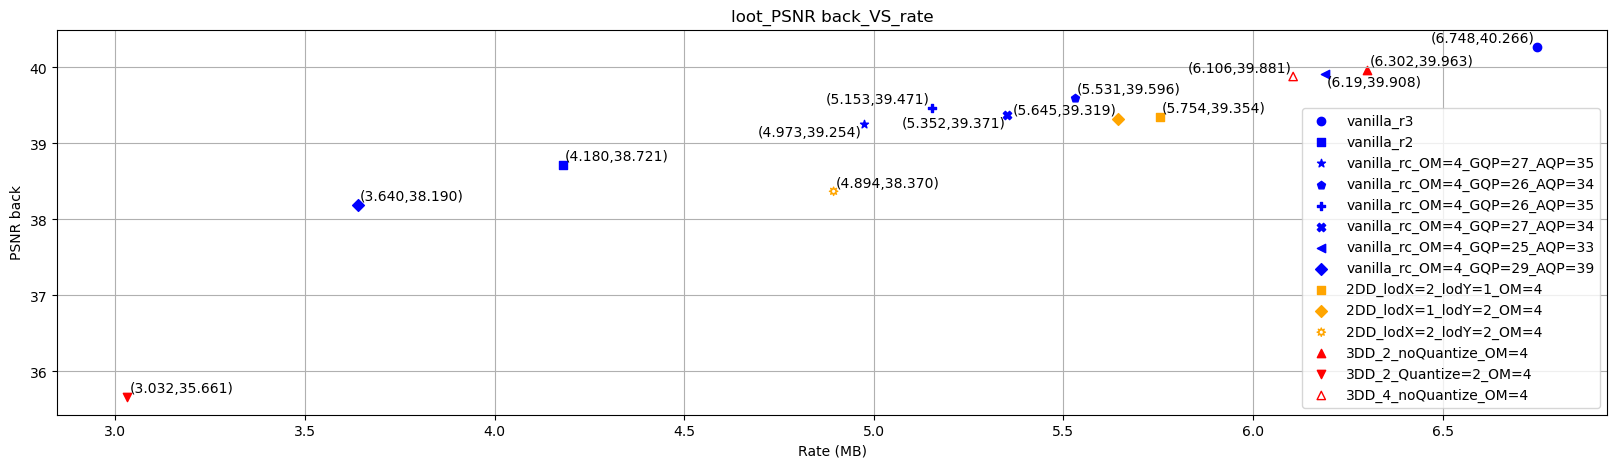 loot_PSNR back_VS_rate
(6.748,40.266)
(6.302,39.963)
(6.106,39.881)
(6.19,39.908)
(5.531,39.596)
(5.153,39.471)
(5.645,39.319)
(5.754,39.354)
(5.352,39.371)
(4.973,39.254)
(4.180,38.721)
(4.894,38.370)
(3.640,38.190)
(3.032,35.661)
vanilla_r3
vanilla_r2
vanilla_rc_OM=4_GQP=27_AQP=35
vanilla_rc_OM=4_GQP=26_AQP=34
vanilla_rc_OM=4_GQP=26_AQP=35
vanilla_rc_OM=4_GQP=27_AQP=34
vanilla_rc_OM=4_GQP=25_AQP=33
vanilla_rc_OM=4_GQP=29_AQP=39
2DD_lodX=2_lodY=1_OM=4
2DD_lodX=1_lodY=2_OM=4
2DD_lodX=2_lodY=2_OM=4
3DD_2_noQuantize_OM=4
3DD_2_Quantize=2_OM=4
3DD_4_noQuantize_OM=4
PSNR back
40
39
38
37
36
3.0
3.5
4.0
4.5
5.0
5.5
6.0
6.5
Rate (MB)